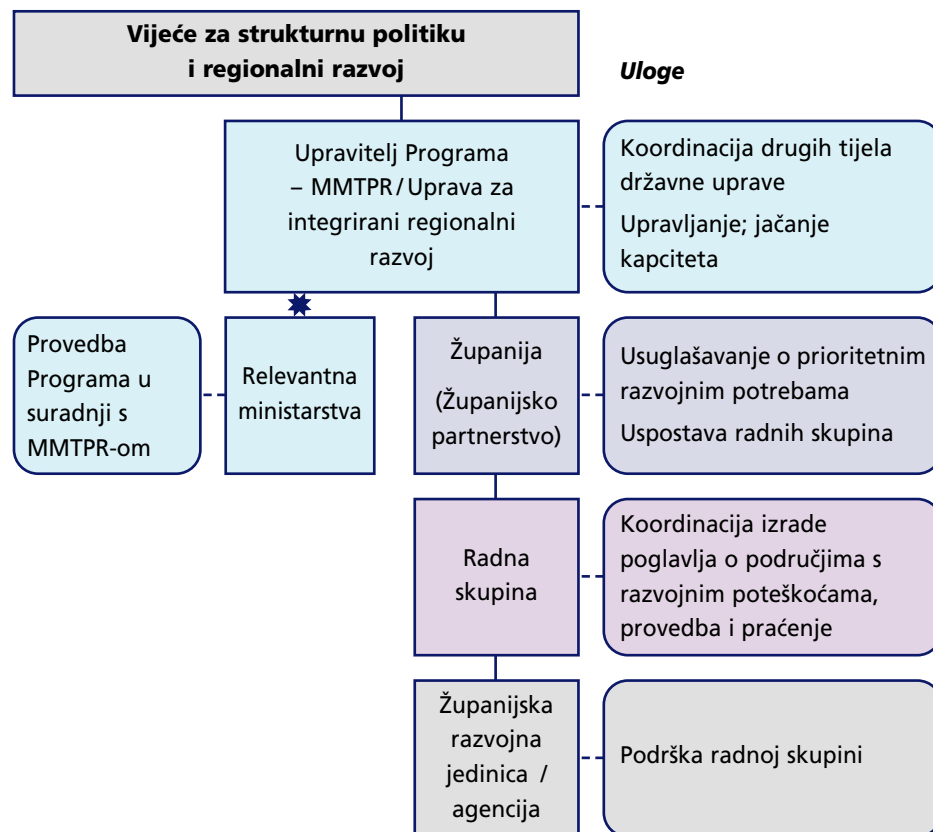 Vijeće za strukturnu politiku
i regionalni razvoj
Uloge
Upravitelj Programa
– MMTPR/Uprava za
integrirani regionalni
razvoj
Koordinacija drugih tijela
državne uprave
Upravljanje; jačanje
kapciteta
Provedba
Programa u
suradnji s
MMTPR-om
Relevantna
ministarstva
Županija
(Županijsko
partnerstvo)
Usuglašavanje o prioritetnim
razvojnim potrebama
Uspostava radnih skupina
Radna
skupina
Koordinacija izrade
poglavlja o područjima s
razvojnim poteškoćama,
provedba i praćenje
Županijska
razvojna
jedinica /
agencija
Podrška radnoj skupini